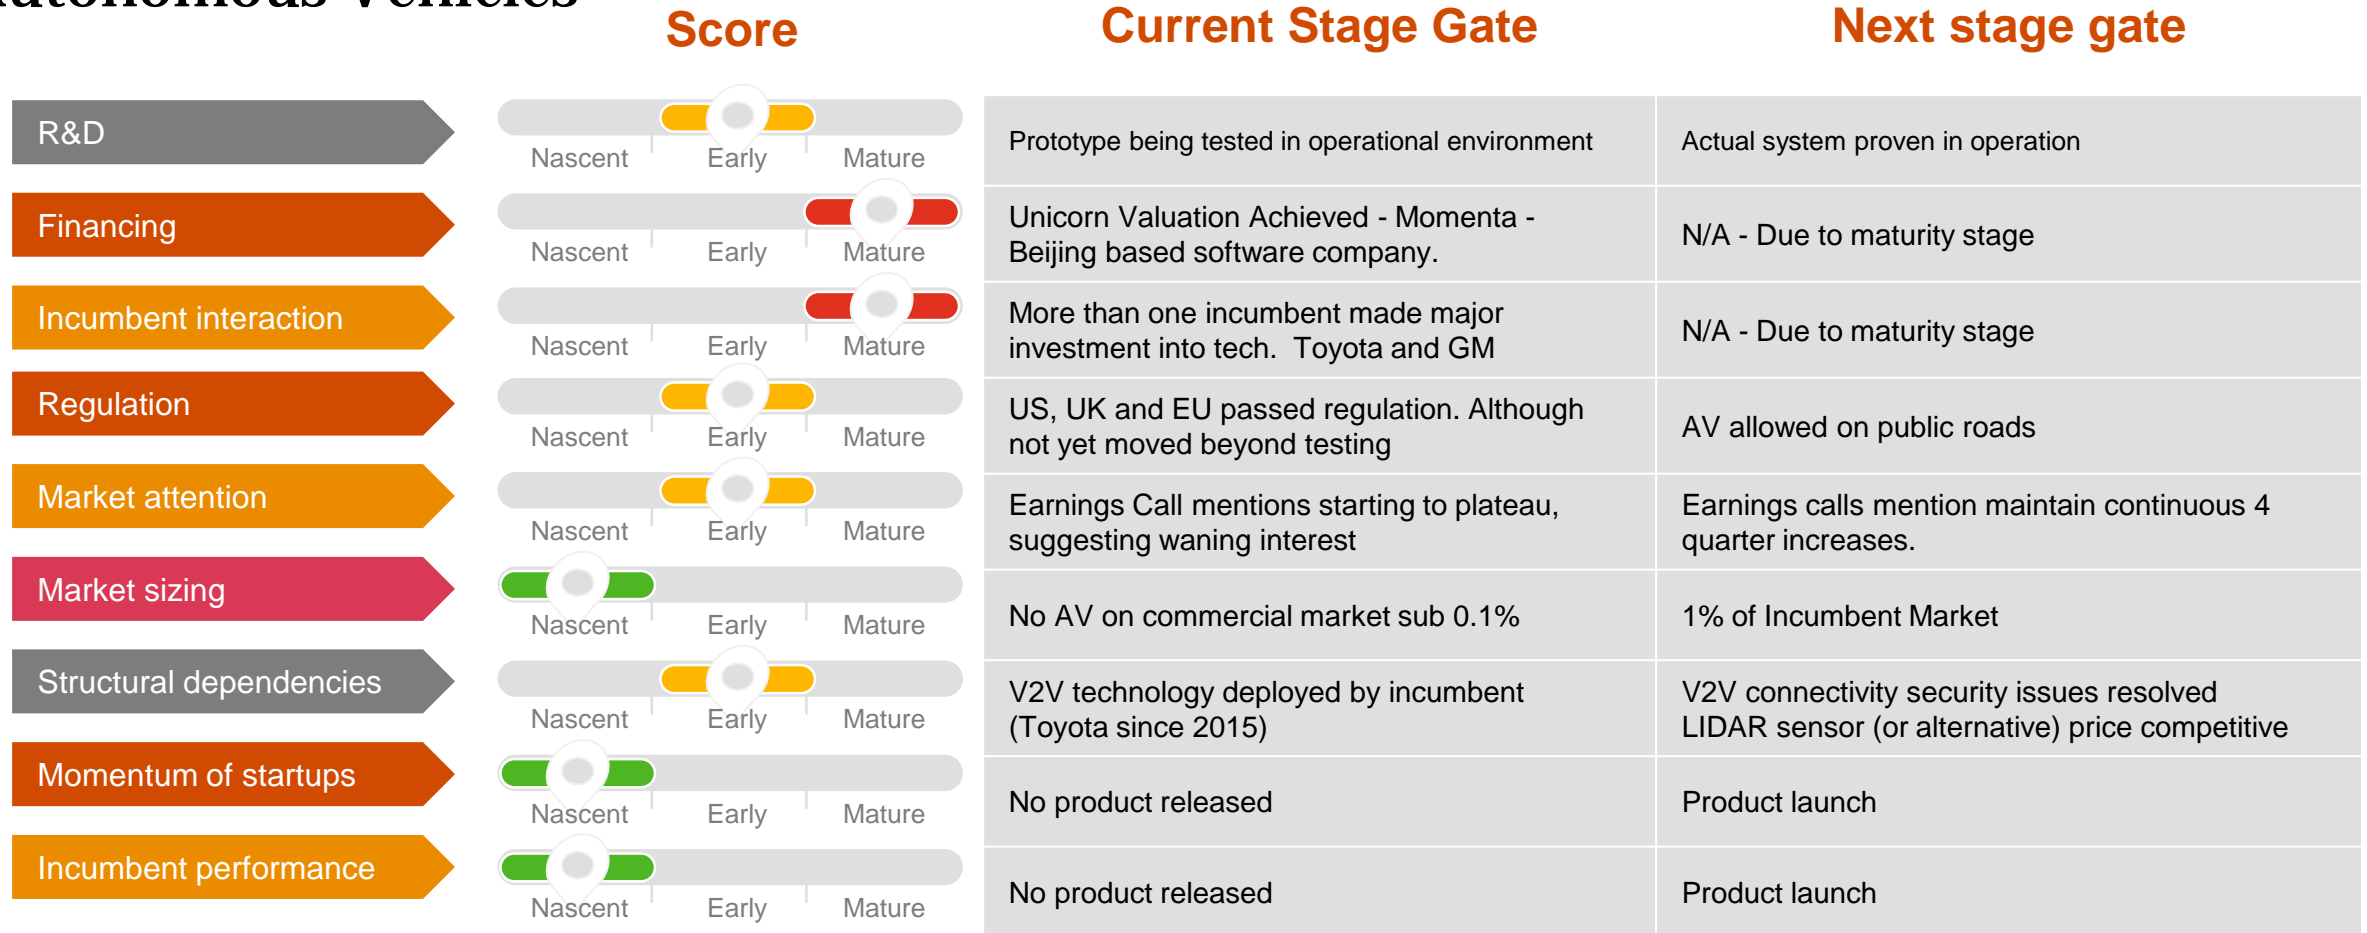 Autonomous Vehicles
Score
Current Stage Gate
Next stage gate
R&D
Nascent
Early
Mature
Prototype being tested in operational environment
Actual system proven in operation
Financing
Nascent
Early
Mature
Unicorn Valuation Achieved - Momenta -
Beijing based software company.
N/A - Due to maturity stage
Incumbent interaction
Nascent
Early
Mature
More than one incumbent made major
investment into tech.  Toyota and GM
N/A - Due to maturity stage
Regulation
Nascent
Early
Mature
US, UK and EU passed regulation. Although
not yet moved beyond testing
AV allowed on public roads
Market attention
Nascent
Early
Mature
Earnings Call mentions starting to plateau,
suggesting waning interest
Earnings calls mention maintain continuous 4
quarter increases.
Market sizing
Nascent
Early
Mature
No AV on commercial market sub 0.1%
1% of Incumbent Market
Structural dependencies
Nascent
Early
Mature
V2V technology deployed by incumbent
(Toyota since 2015)
V2V connectivity security issues resolved
LIDAR sensor (or alternative) price competitive
Momentum of startups
Nascent
Early
Mature
No product released
Product launch
Incumbent performance
Nascent
Early
Mature
No product released
Product launch